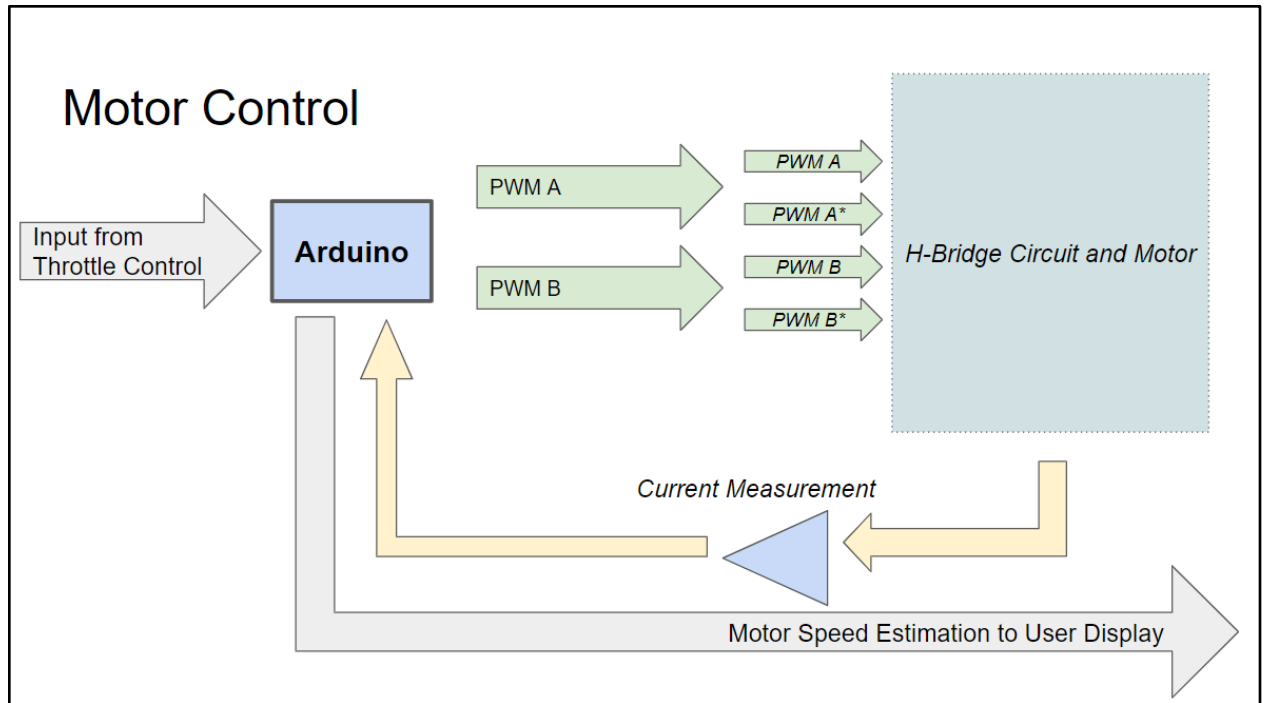 Motor Control
Input from
Throttle Control
Arduino
PWM A
PWM B
PWM A
PWM A*
PWM B
PWM B*
H-Bridge Circuit and Motor
Current Measurement
Motor Speed Estimation to User Display